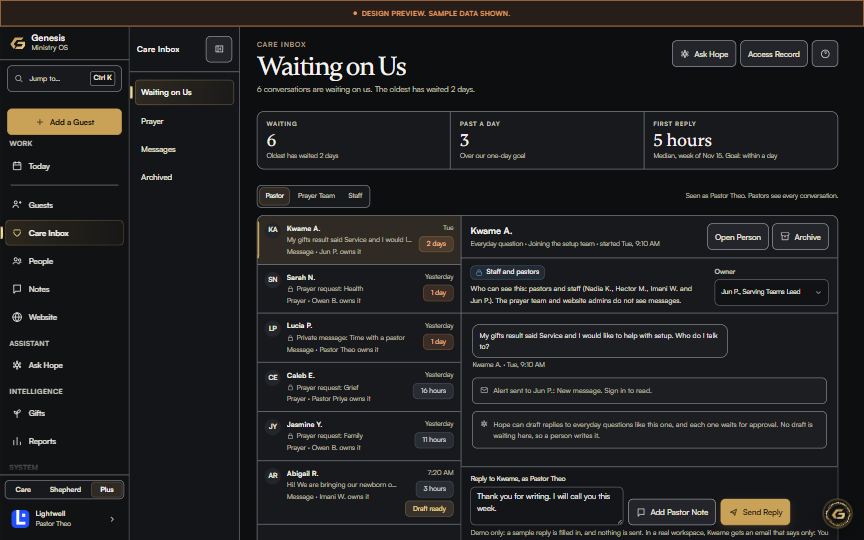 DESIGN PREVIEW. SAMPLE DATA SHOWN.
Genesis
Ministry OS
Jump to...
Ctrl K
Add a Guest
WORK
Today
Guests
Care Inbox
People
Notes
Website
ASSISTANT
Ask Hope
INTELLIGENCE
Gifts
Reports
SYSTEM
Care
Shepherd
Plus
Lightwell
Pastor Theo
Care Inbox
Waiting on Us
Prayer
Messages
Archived
CARE INBOX
Waiting on Us
6 conversations are waiting on us. The oldest has waited 2 days.
Ask Hope
Access Record
WAITING
6
Oldest has waited 2 days
PAST A DAY
3
Over our one-day goal
FIRST REPLY
5 hours
Median, week of Nov 15. Goal: within a day
Pastor
Prayer Team
Staff
Seen as Pastor Theo. Pastors see every conversation.
KA
Kwame A.
Tue
My gifts result said Service and I would l...
2 days
Message • Jun P. owns it
SN
Sarah N.
Yesterday
Prayer request: Health
1 day
Prayer • Owen B. owns it
LP
Lucia P.
Yesterday
Private message: Time with a pastor
1 day
Message • Pastor Theo owns it
CE
Caleb E.
Yesterday
Prayer request: Grief
16 hours
Prayer • Pastor Priya owns it
JY
Jasmine Y.
Yesterday
Prayer request: Family
11 hours
Prayer • Owen B. owns it
AR
Abigail R.
7:20 AM
Hi! We are bringing our newborn o...
3 hours
Message • Imani W. owns it
Draft ready
Kwame A.
Everyday question • Joining the setup team • started Tue, 9:10 AM
Open Person
Archive
Staff and pastors
Who can see this: pastors and staff (Nadia K., Hector M., Imani W. and
Jun P.). The prayer team and website admins do not see messages.
Owner
Jun P., Serving Teams Lead
My gifts result said Service and I would like to help with setup. Who do I talk
to?
Kwame A. • Tue, 9:10 AM
Alert sent to Jun P.: New message. Sign in to read.
Hope can draft replies to everyday questions like this one, and each one waits for approval. No draft is
waiting here, so a person writes it.
Reply to Kwame, as Pastor Theo
Thank you for writing. I will call you this
week.
Add Pastor Note
Send Reply
Demo only: a sample reply is filled in, and nothing is sent. In a real workspace, Kwame gets an email that says only: You